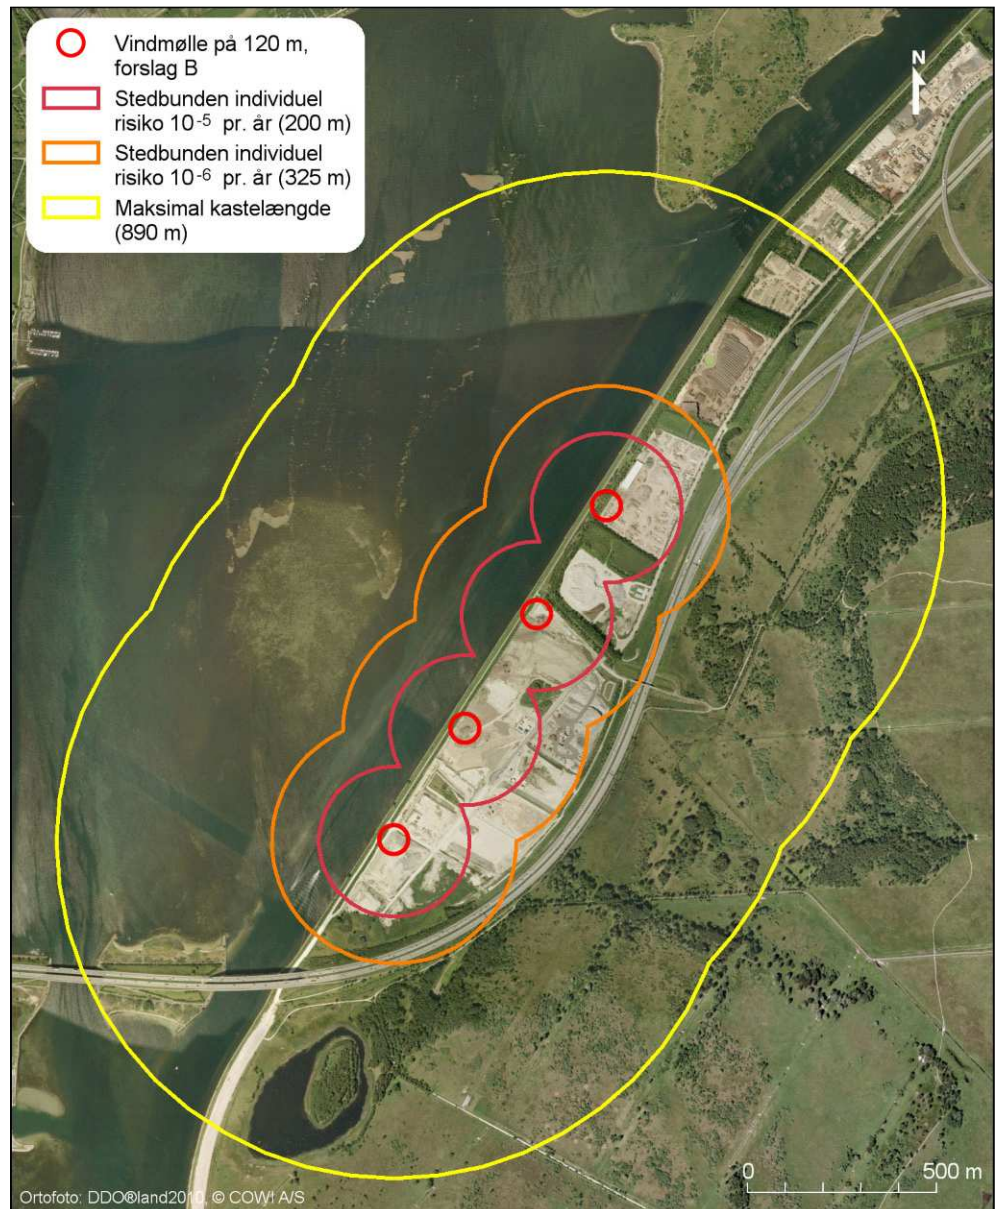 Vindmølle på 120 m,
forslag B
Stedbunden individuel
risiko 10-5 pr. år (200 m)
Stedbunden individuel
risiko 10-6 pr. år (325 m)
Maksimal kastelængde
(890 m)
N
0 500 m
Ortofoto: DDO®land2010, © COWI A/S